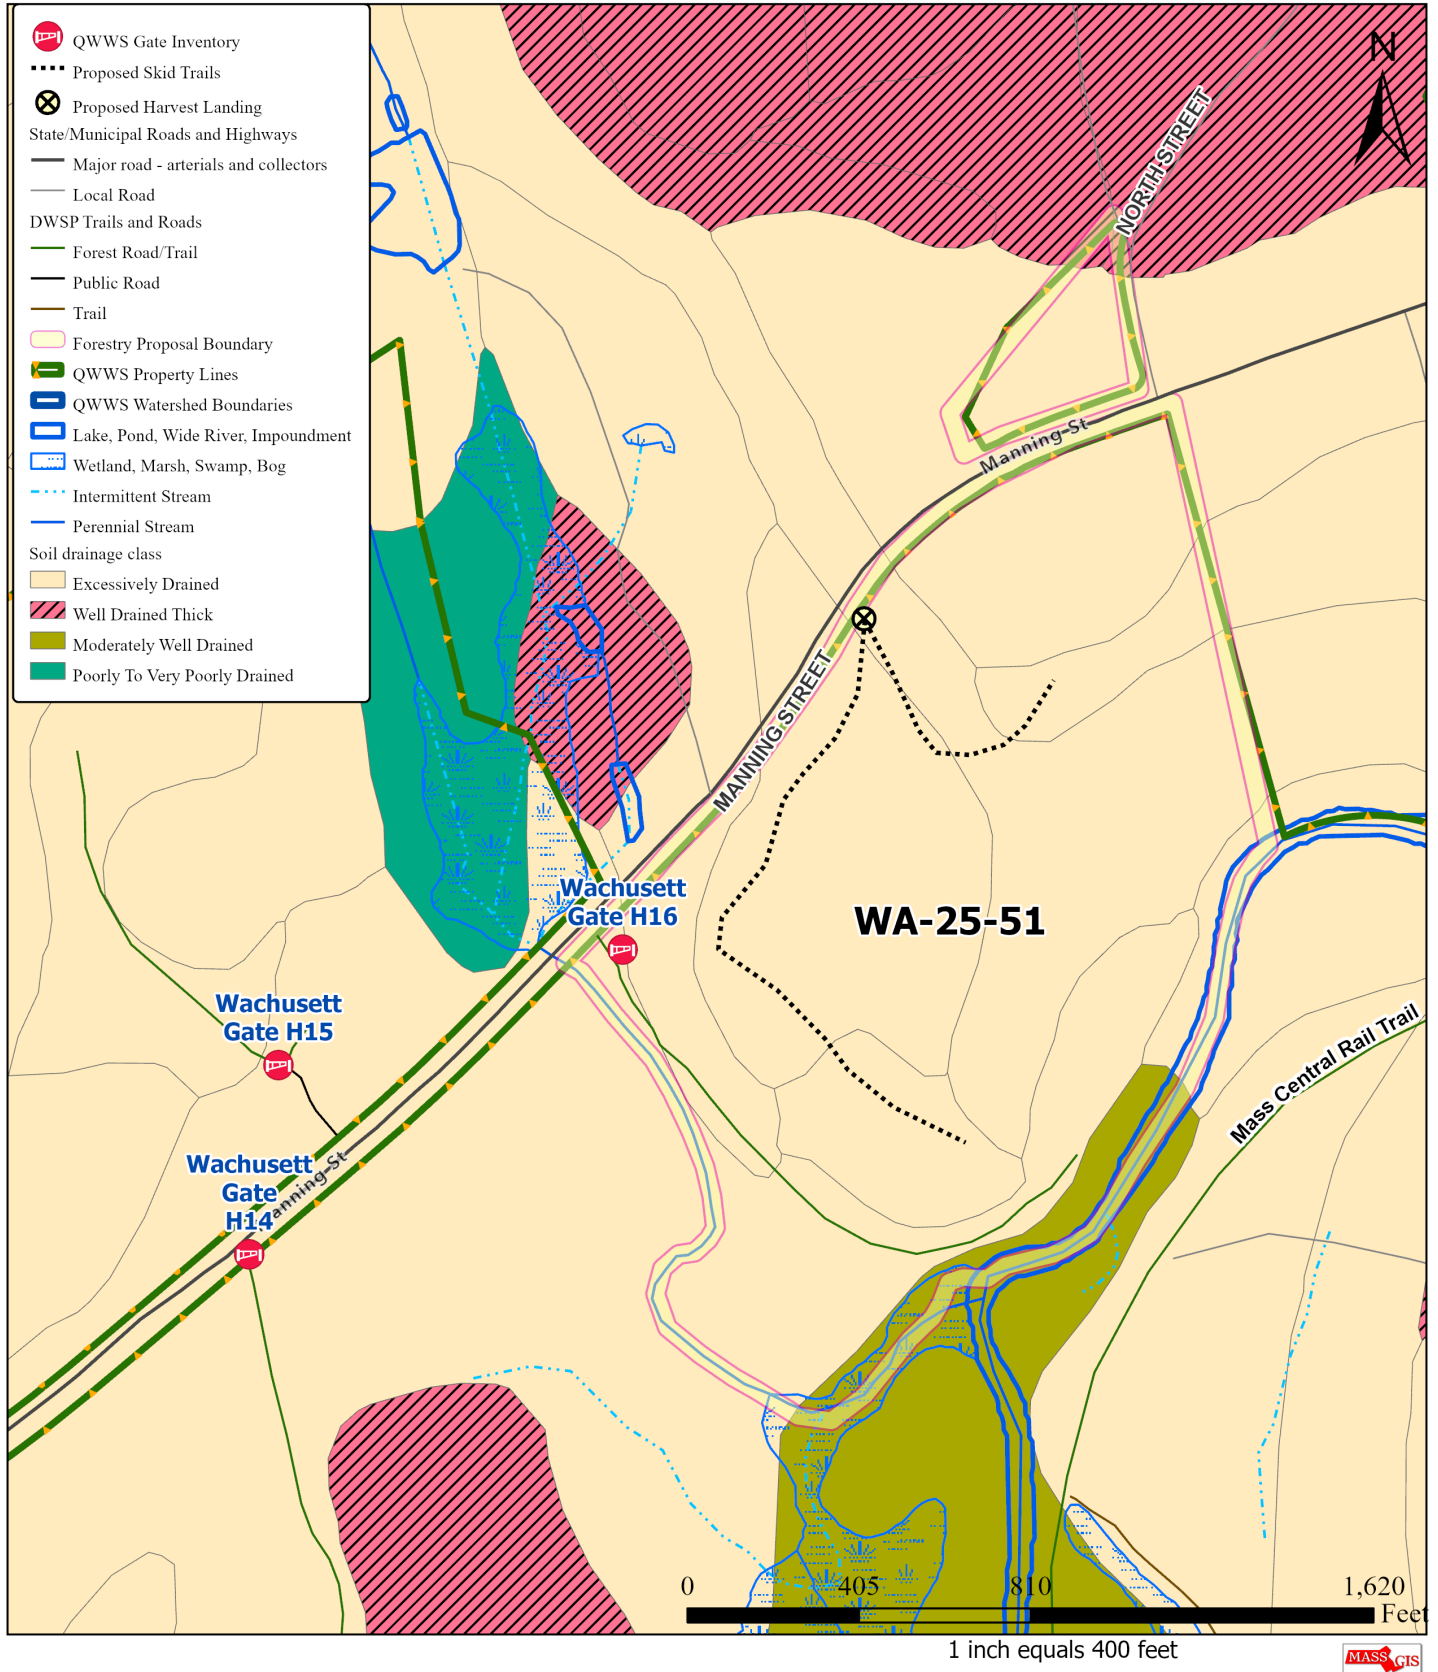 QWWS Gate Inventory
Proposed Skid Trails
Proposed Harvest Landing
State/Municipal Roads and Highways
Major road - arterials and collectors
Local Road
DWSP Trails and Roads
Forest Road/Trail
Public Road
Trail
Forestry Proposal Boundary
QWWS Property Lines
QWWS Watershed Boundaries
Lake, Pond, Wide River, Impoundment
Wetland, Marsh, Swamp, Bog
Intermittent Stream
Perennial Stream
Soil drainage class
Excessively Drained
Well Drained Thick
Moderately Well Drained
Poorly To Very Poorly Drained
N
NORTH STREET
Manning St
MANNING STREET
Wachusett
Gate H16
WA-25-51
Wachusett
Gate H15
Mass Central Rail Trail
Wachusett
Gate
H14
Manning St
0 405 810 1,620
Feet
1 inch equals 400 feet
MASS GIS